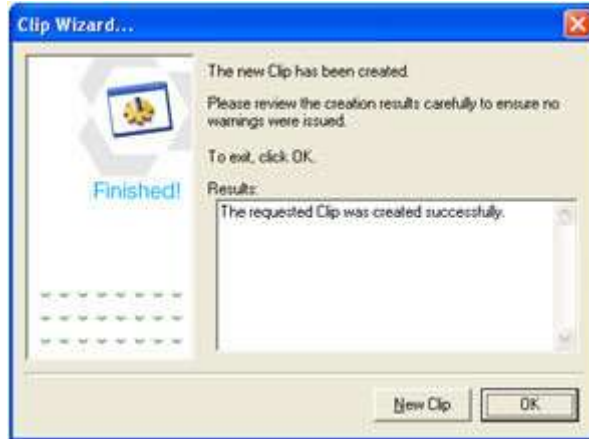 Clip Wizard...
The new Clip has been created.
Please review the creation results carefully to ensure no
warnings were issued.
To exit, click OK.
Finished!
Results:
The requested Clip was created successfully.
New Clip
OK